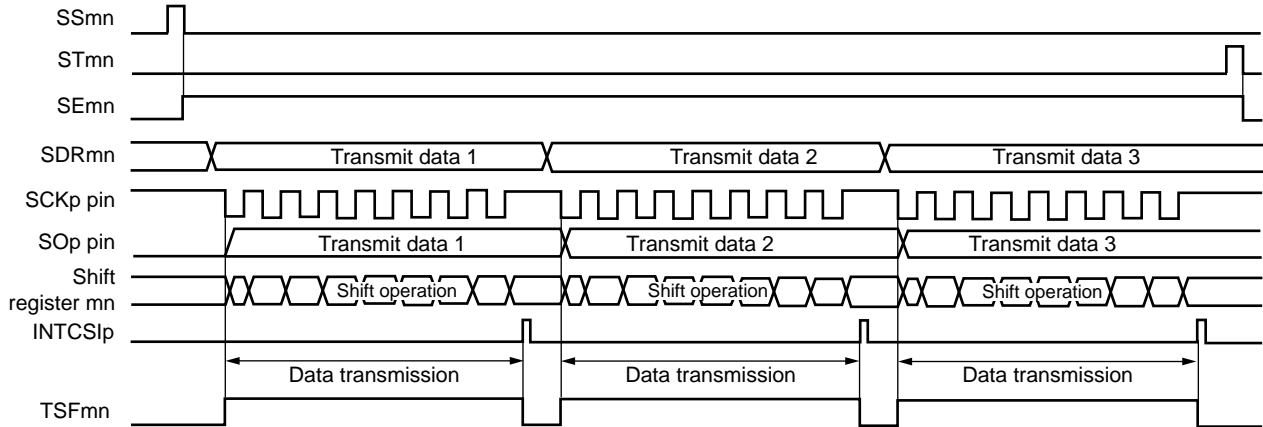 SSmn
STmn
SEmn
SDRmn Transmit data 1 Transmit data 2 Transmit data 3
SCKp pin
SOp pin Transmit data 1 Transmit data 2 Transmit data 3
Shift
register mn Shift operation Shift operation Shift operation
INTCSIp
Data transmission Data transmission Data transmission
TSFmn